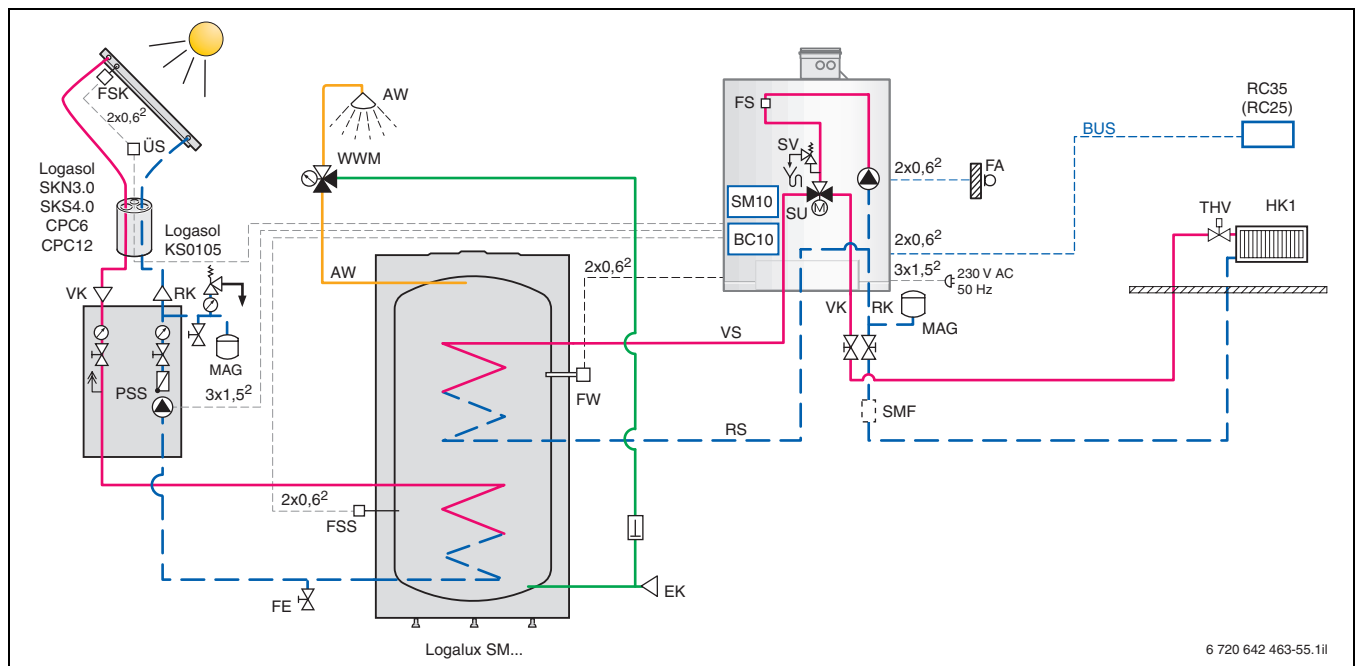 FSK
2x0,6²
ÜS
Logasol
SKN3.0
SKS4.0
CPC6
CPC12
Logasol
KS0105
VK
RK
MAG
PSS
3x1,5²
AW
WWM
AW
2x0,6²
VS
FW
RS
2x0,6²
FSS
FE
EK
Logalux SM...
FS
SV
SM10
SU
BC10
2x0,6²
FA
BUS
RC35
(RC25)
2x0,6²
3x1,5²
230 V AC
50 Hz
VK
RK
MAG
SMF
THV
HK1
6 720 642 463-55.1il